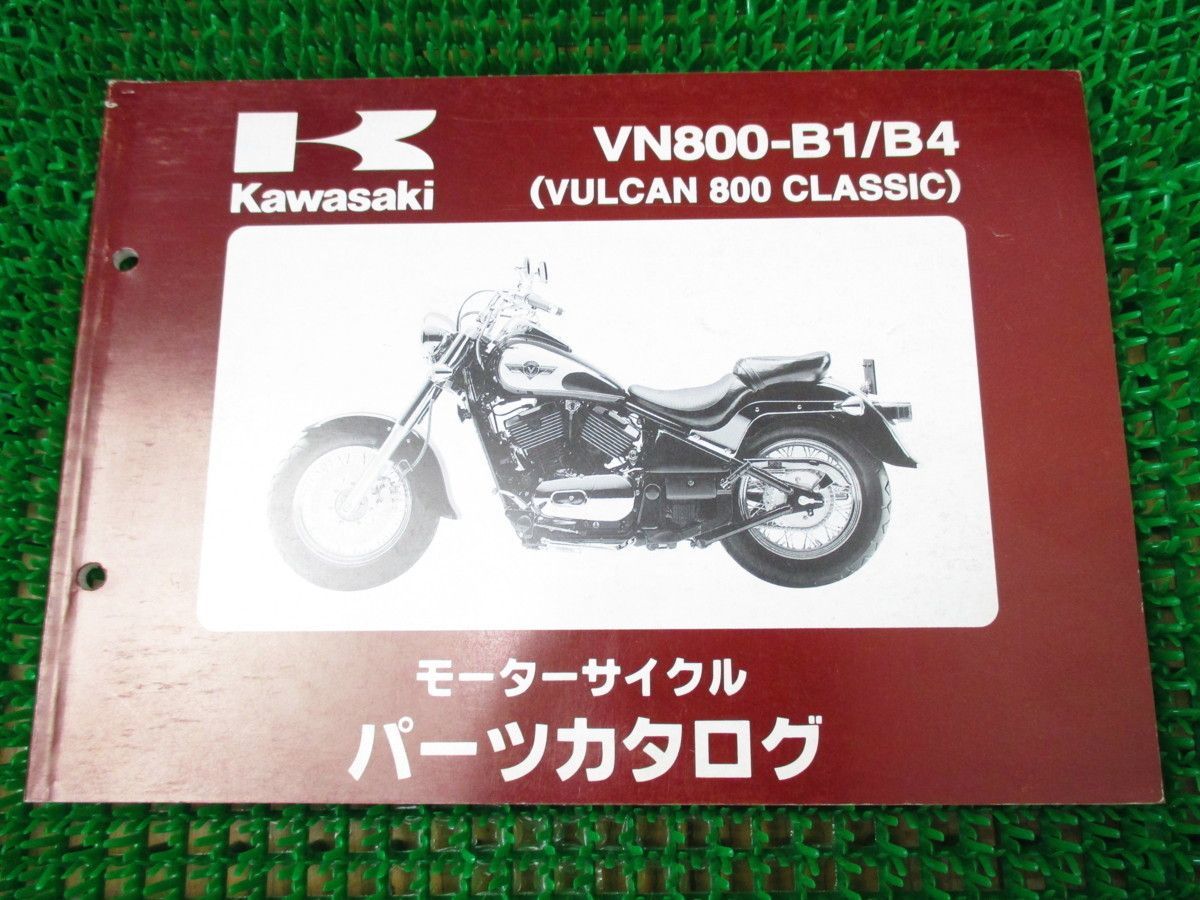 Kawasaki
VN800-B1/B4
(VULCAN 800 CLASSIC)
モーターサイクル
パーツカタログ